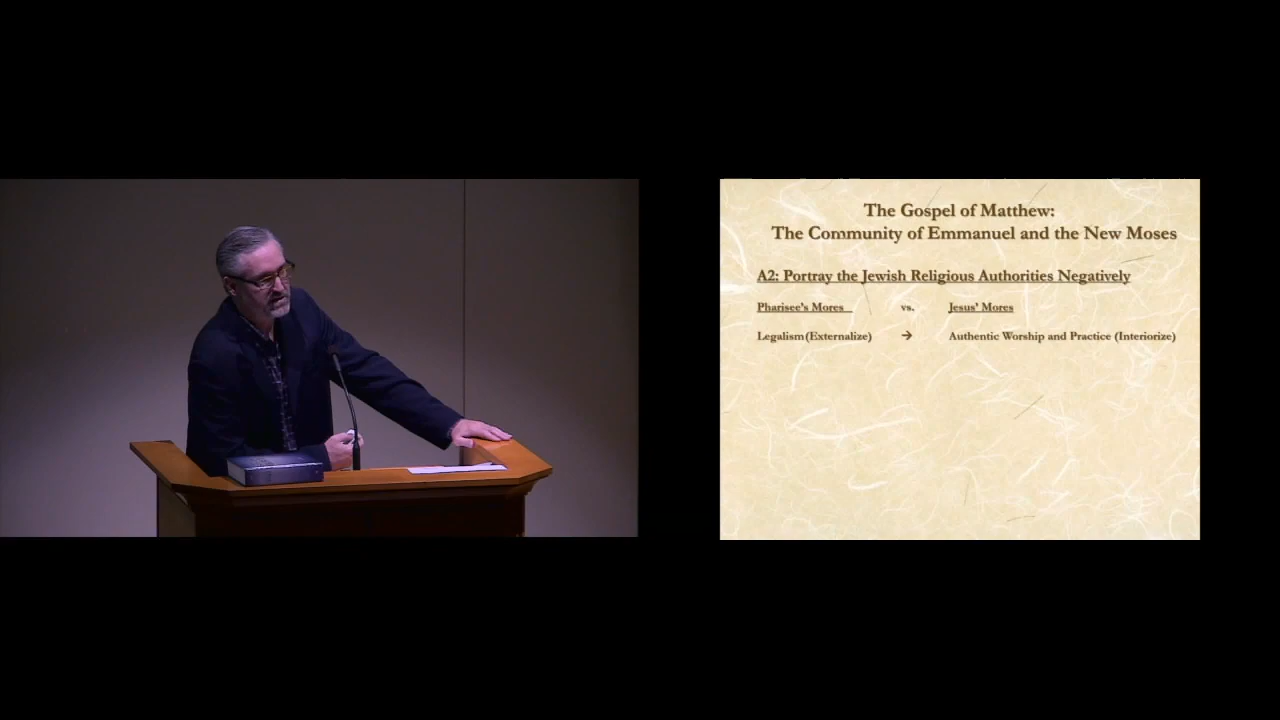 The Gospel of Matthew:
The Community of Emmanuel and the New Moses
A2: Portray the Jewish Religious Authorities Negatively
Pharisee's Mores vs. Jesus' Mores
Legalism (Externalize) → Authentic Worship and Practice (Interiorize)